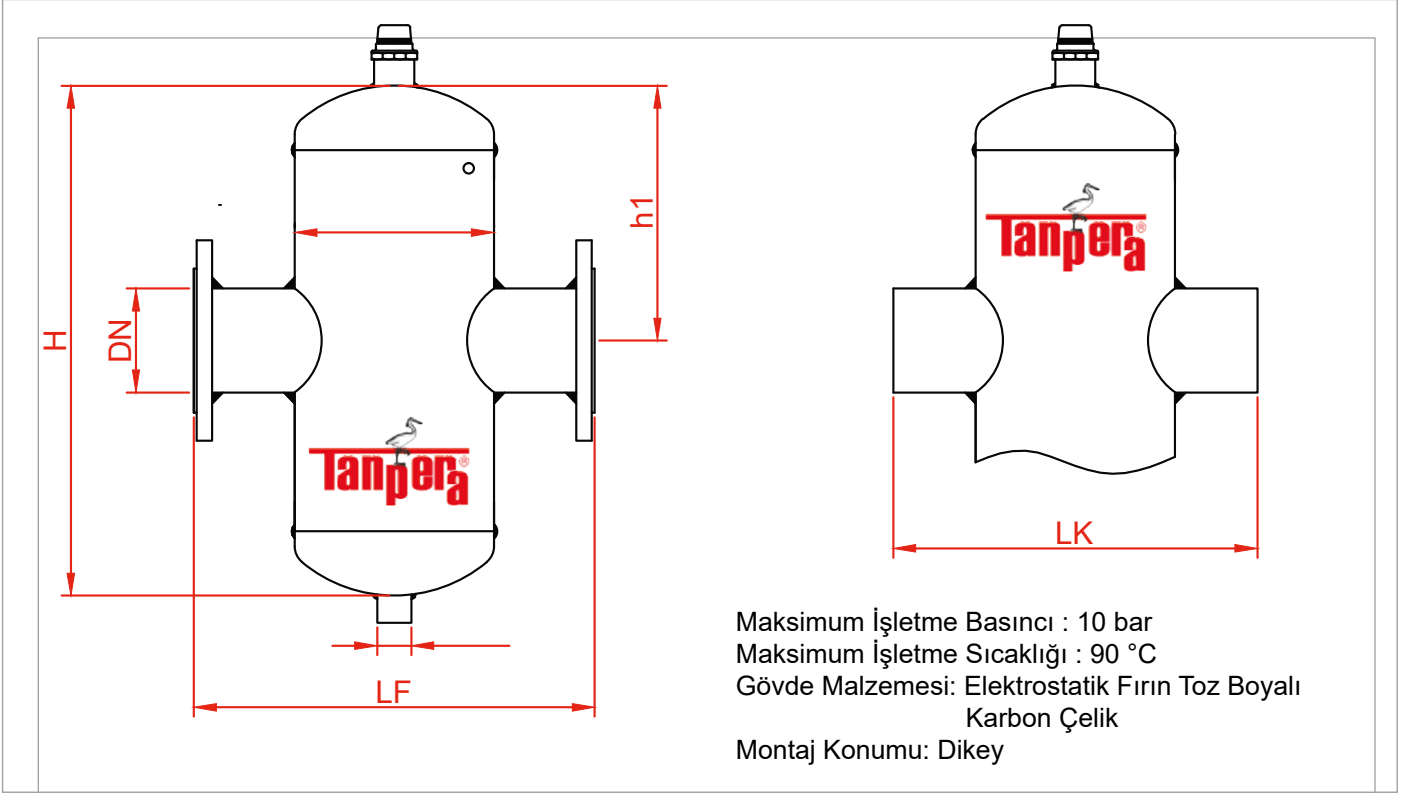 H
DN
h1
Tanpera®
LF
Tanpera®
LK
Maksimum İşletme Basıncı : 10 bar
Maksimum İşletme Sıcaklığı : 90 °C
Gövde Malzemesi: Elektrostatik Fırın Toz Boyalı
Karbon Çelik
Montaj Konumu: Dikey